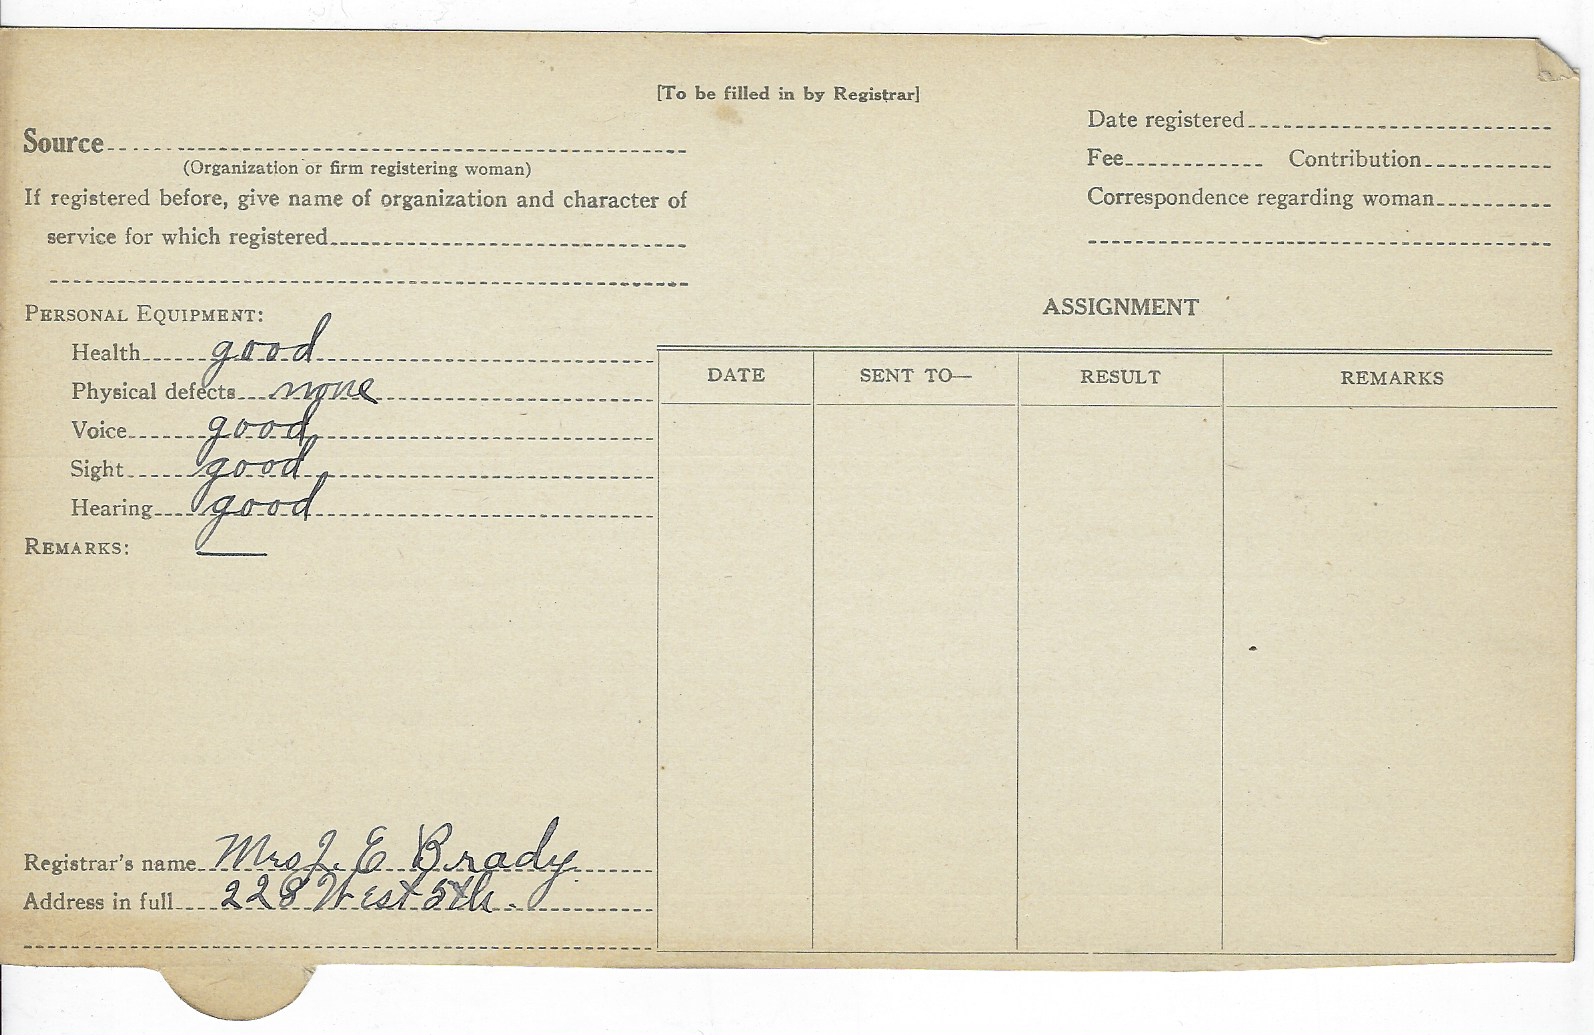 [To be filled in by Registrar]
Source
(Organization or firm registering woman)
If registered before, give name of organization and character of
service for which registered
Date registered
Fee Contribution
Correspondence regarding woman
PERSONAL EQUIPMENT:
Health good
Physical defects none
Voice good
Sight good
Hearing good
REMARKS: —
ASSIGNMENT
DATE SENT TO— RESULT REMARKS
Registrar's name Mrs J. E Brady
Address in full 228 West 5th.